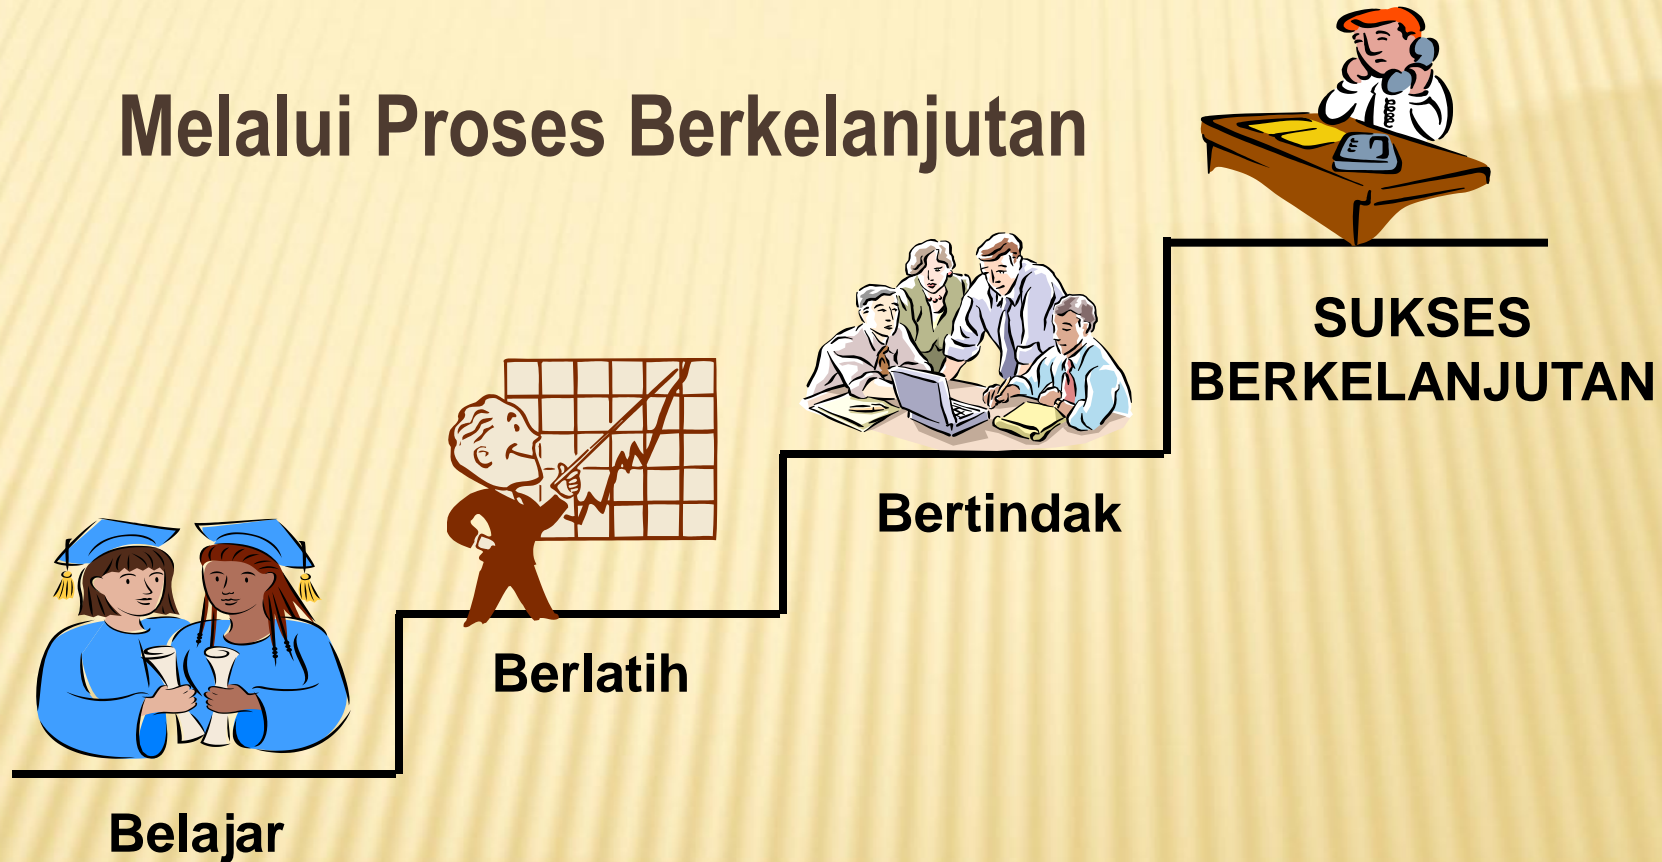 Melalui Proses Berkelanjutan
SUKSES
BERKELANJUTAN
Bertindak
Berlatih
Belajar